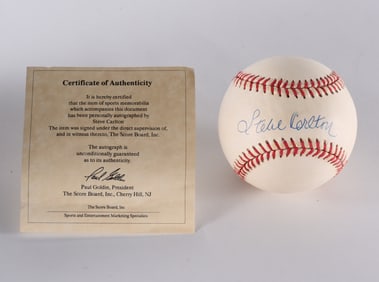 Certificate of Authenticity
It is hereby certified
that the item of sports memorabilia
which accompanies this document
has been personally autographed by
Steve Carlton
The item was signed under the direct supervision of,
and in witness thereto, The Score Board, Inc.
The autograph is
unconditionally guaranteed
as to its authenticity.
Paul Goldin
Paul Goldin, President
The Score Board, Inc., Cherry Hill, NJ
The Score Board, Inc.
Sports and Entertainment Marketing Specialists
Steve Carlton